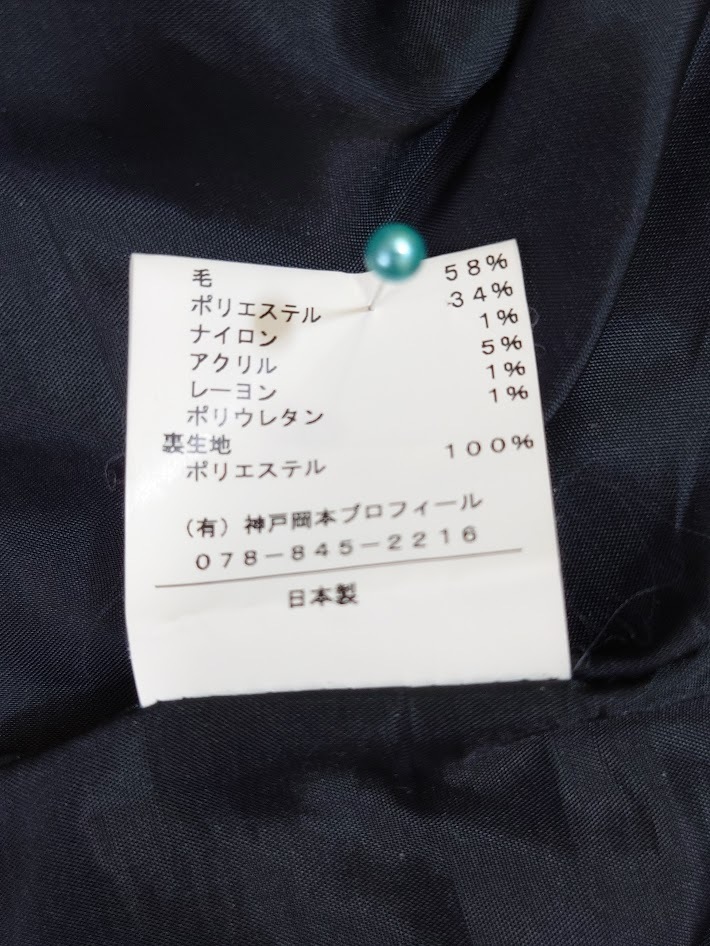 毛 58%
ポリエステル 34%
ナイロン 1%
アクリル 5%
レーヨン 1%
ポリウレタン 1%
裏生地
ポリエステル 100%
(有) 神戸岡本プロフィール
078-845-2216
日本製